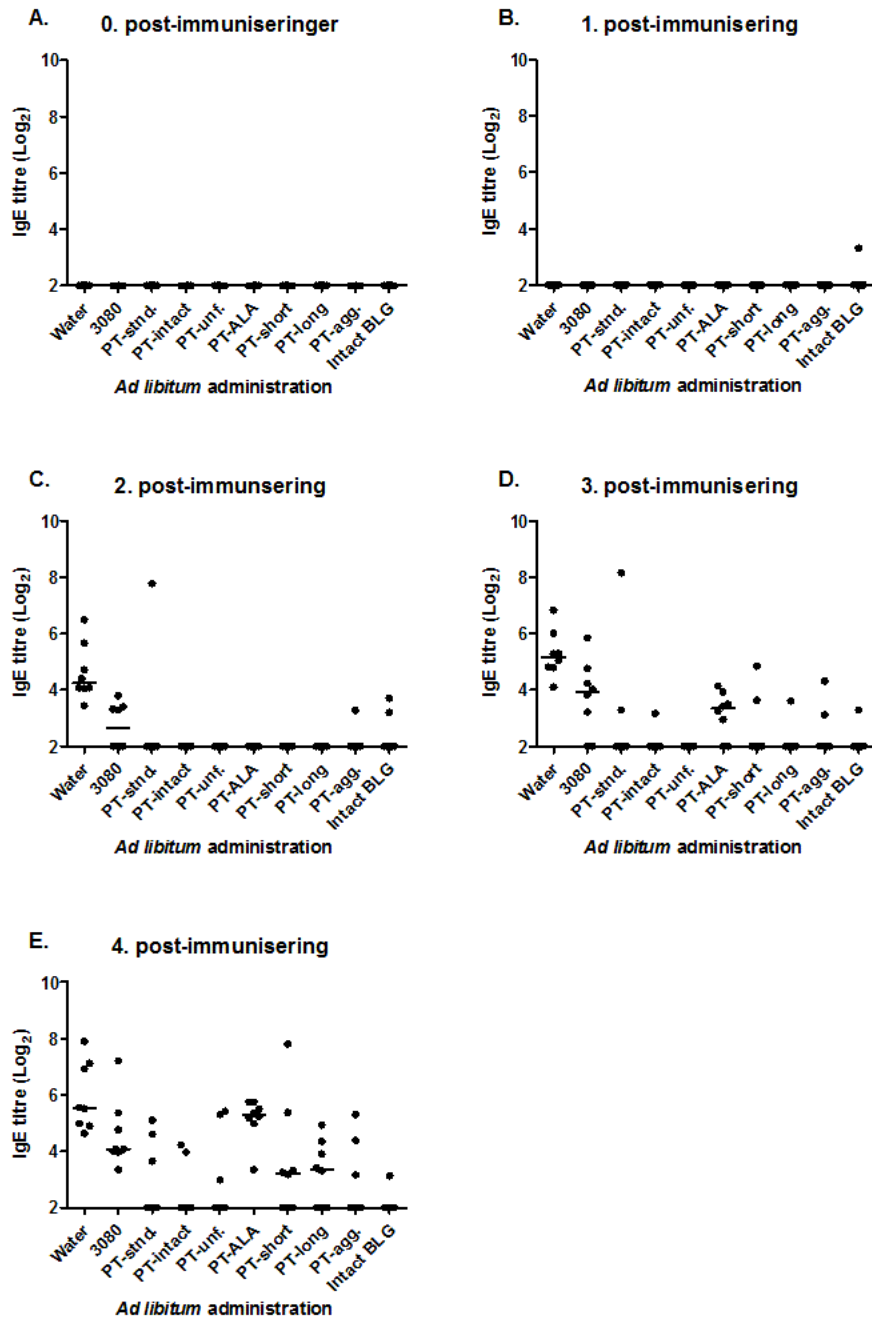 A.
0. post-immuniseringer
IgE titre (Log2)
10
8
6
4
2
Water
3080
PT-stnd.
PT-intact
PT-unf.
PT-ALA
PT-short
PT-long
PT-agg.
Intact BLG
Ad libitum administration
B.
1. post-immunisering
IgE titre (Log2)
10
8
6
4
2
Water
3080
PT-stnd.
PT-intact
PT-unf.
PT-ALA
PT-short
PT-long
PT-agg.
Intact BLG
Ad libitum administration
C.
2. post-immunsering
IgE titre (Log2)
10
8
6
4
2
Water
3080
PT-stnd.
PT-intact
PT-unf.
PT-ALA
PT-short
PT-long
PT-agg.
Intact BLG
Ad libitum administration
D.
3. post-immunisering
IgE titre (Log2)
10
8
6
4
2
Water
3080
PT-stnd.
PT-intact
PT-unf.
PT-ALA
PT-short
PT-long
PT-agg.
Intact BLG
Ad libitum administration
E.
4. post-immunisering
IgE titre (Log2)
10
8
6
4
2
Water
3080
PT-stnd.
PT-intact
PT-unf.
PT-ALA
PT-short
PT-long
PT-agg.
Intact BLG
Ad libitum administration